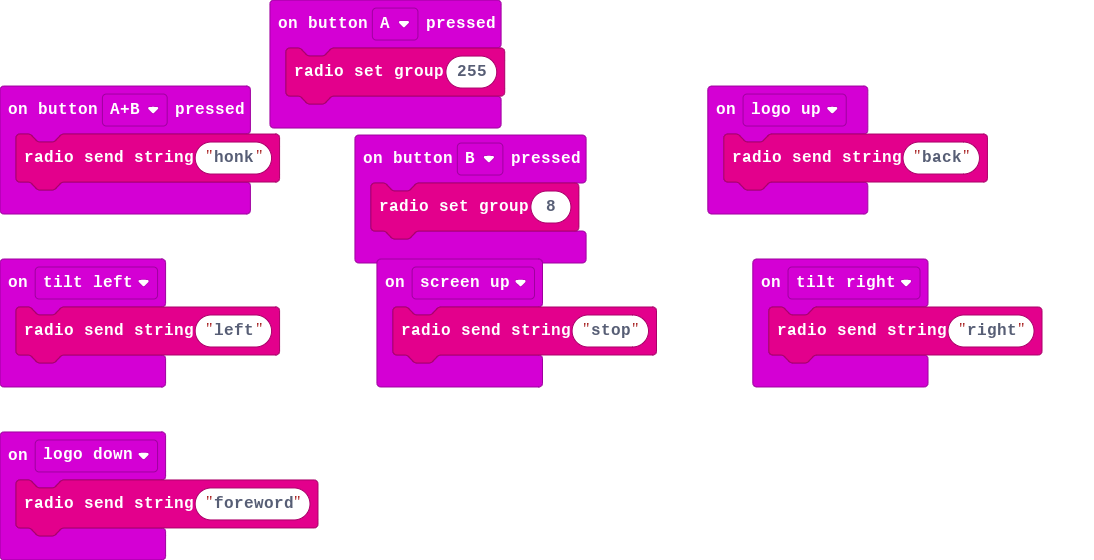 on button A pressed
radio set group 255
on button A+B pressed
radio send string "honk"
on logo up
radio send string "back"
on button B pressed
radio set group 8
on tilt left
radio send string "left"
on screen up
radio send string "stop"
on tilt right
radio send string "right"
on logo down
radio send string "foreword"